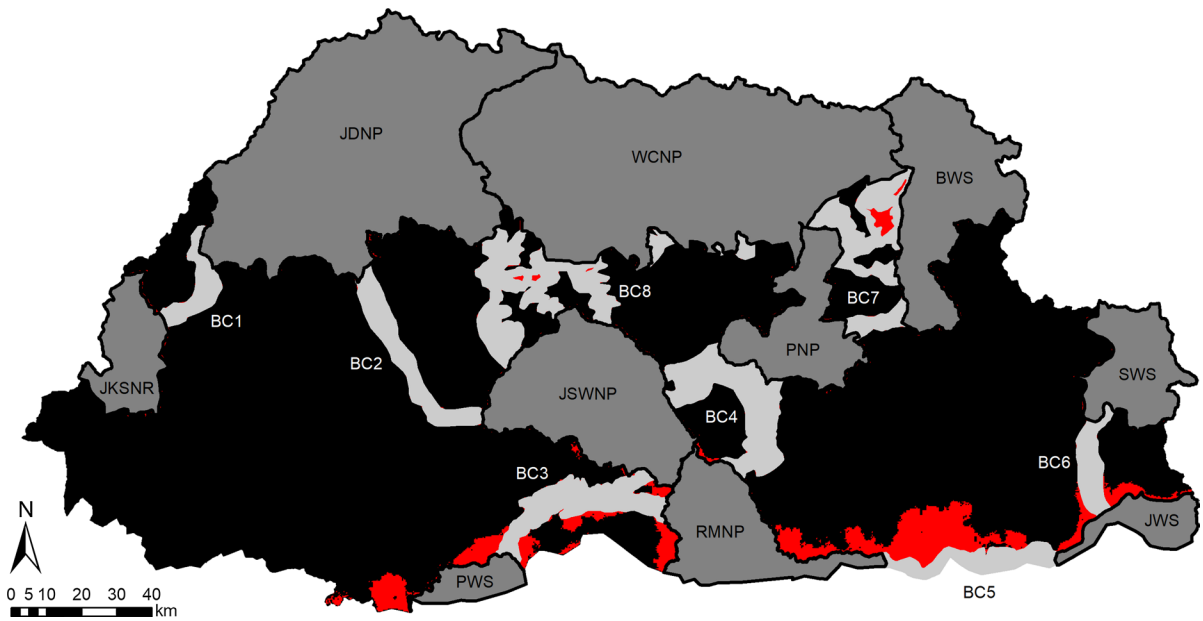 JDNP
WCNP
BWS
BC8
BC7
BC1
PNP
BC2
JKSNR
JSWNP
SWS
BC4
BC3
BC6
N
JWS
RMNP
PWS
BC5
0 5 10 20 30 40
km